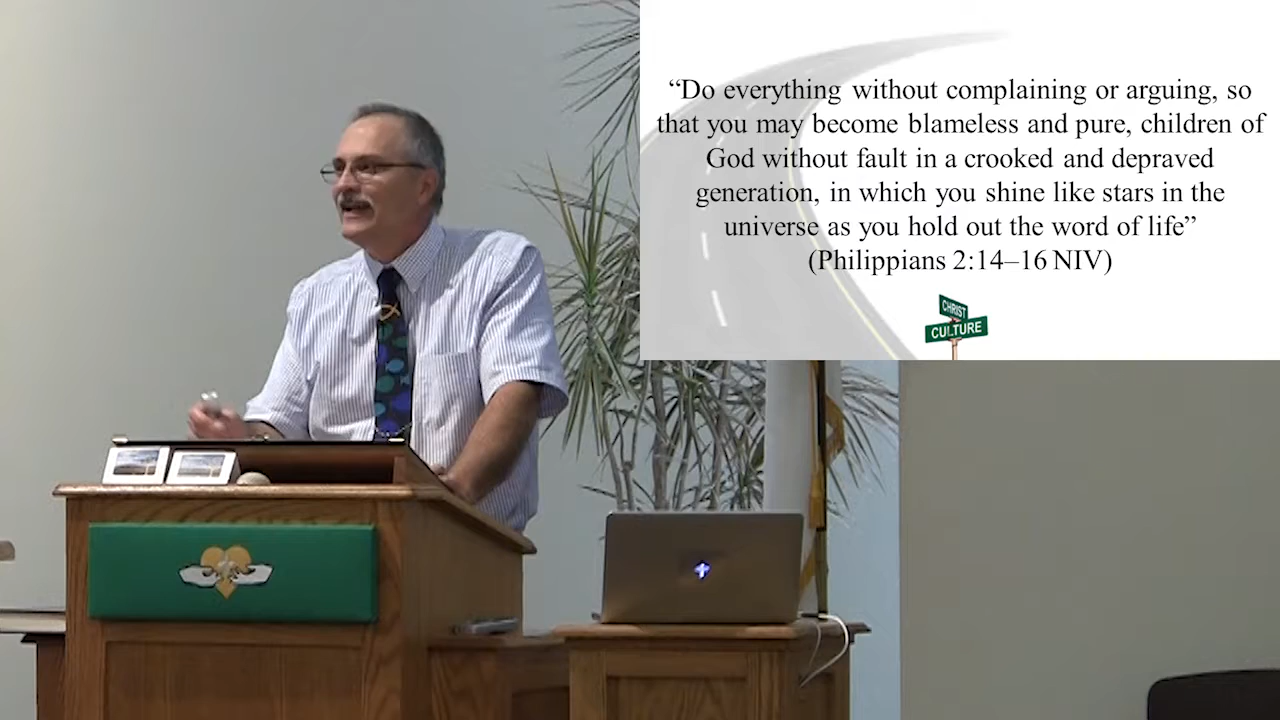 “Do everything without complaining or arguing, so
that you may become blameless and pure, children of
God without fault in a crooked and depraved
generation, in which you shine like stars in the
universe as you hold out the word of life”
(Philippians 2:14–16 NIV)
CHRIST
CULTURE